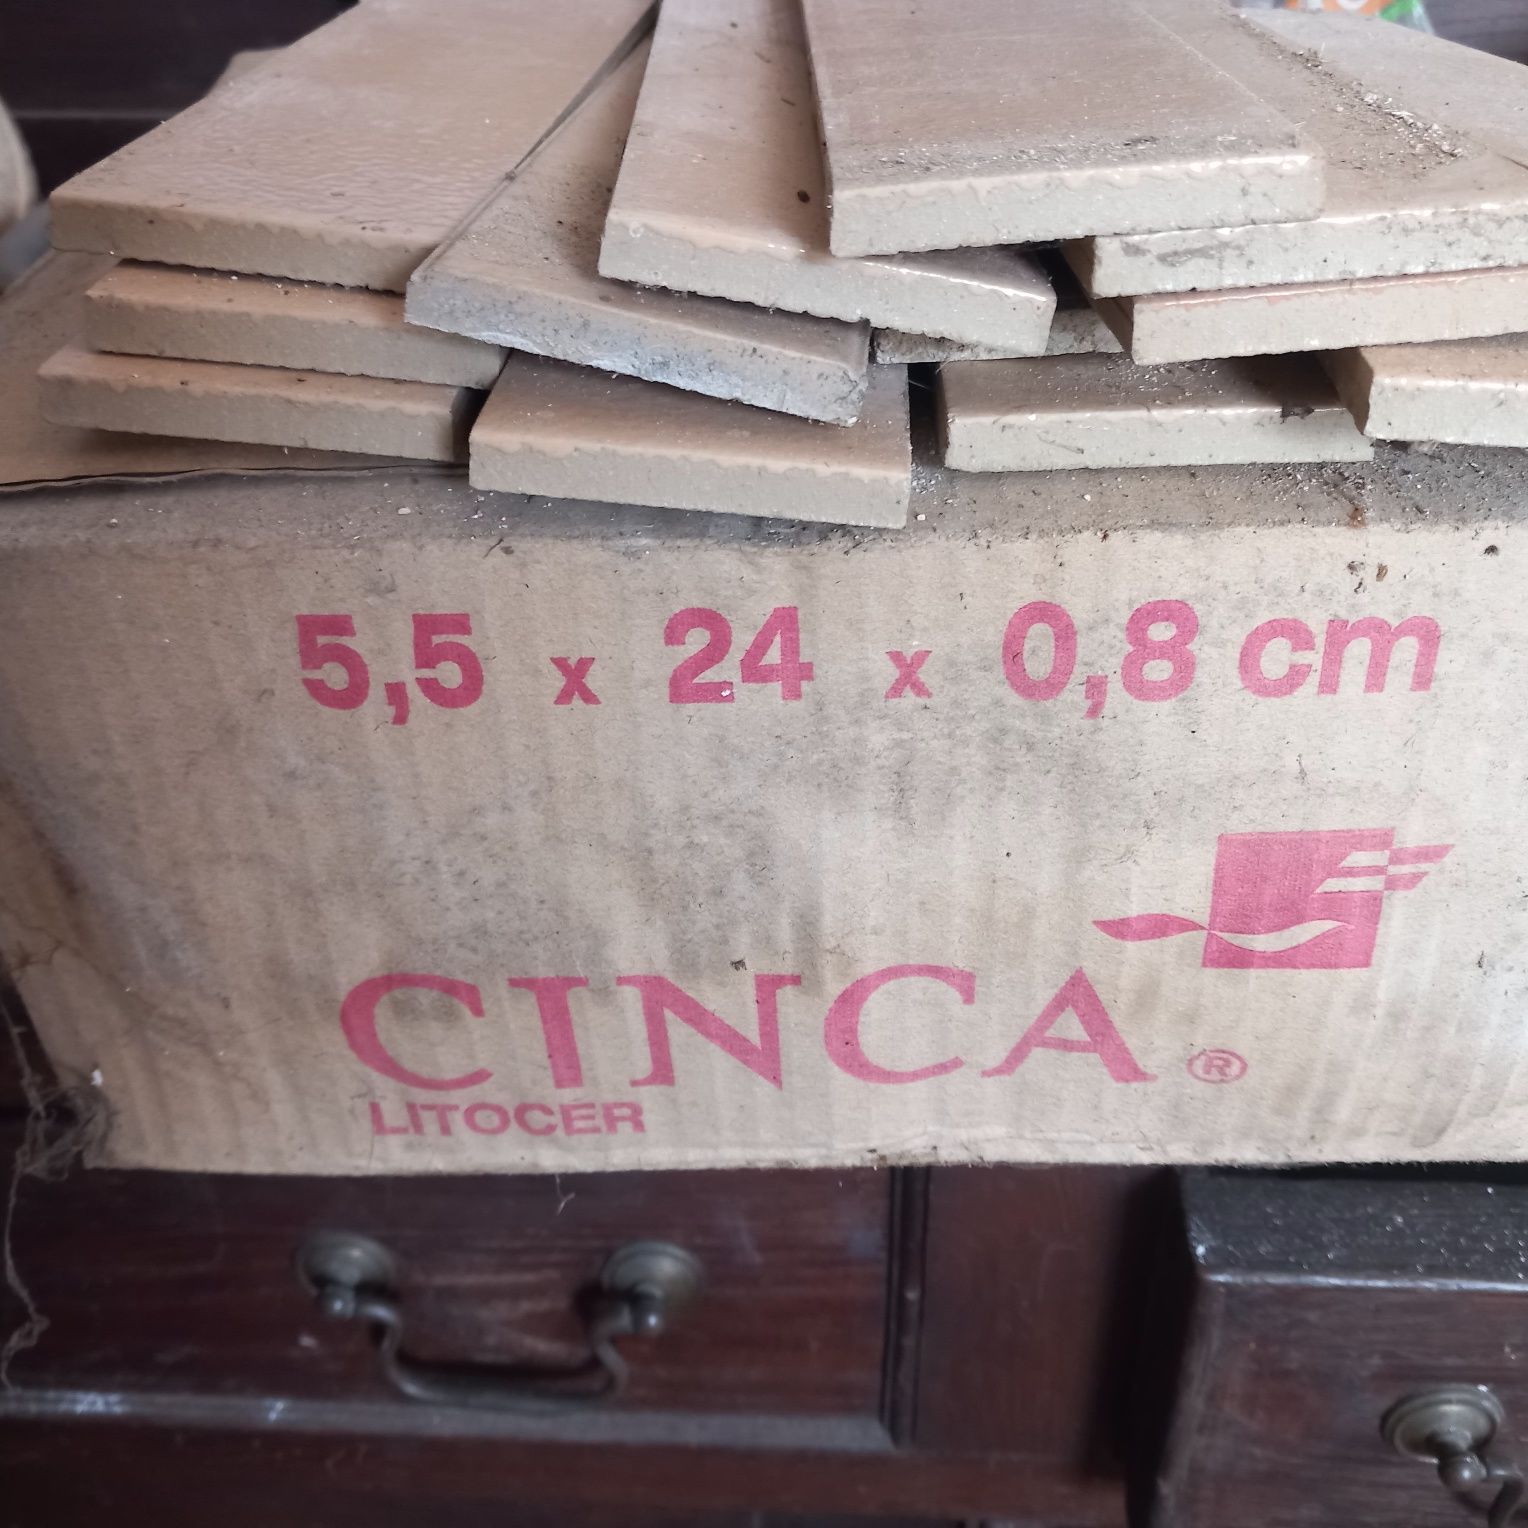 5,5 x 24 x 0,8 cm
CINCA ®
LITOCER